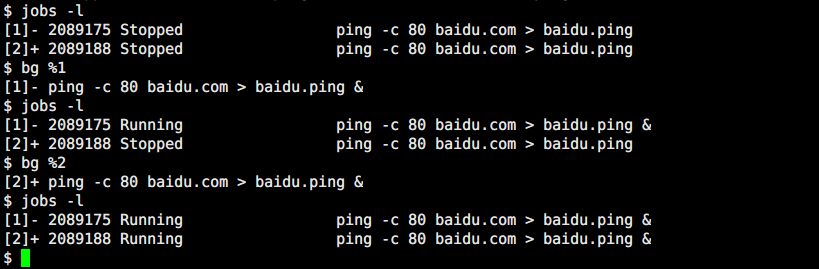 $ jobs -l
[1]- 2089175 Stopped                 ping -c 80 baidu.com > baidu.ping
[2]+ 2089188 Stopped                 ping -c 80 baidu.com > baidu.ping
$ bg %1
[1]- ping -c 80 baidu.com > baidu.ping &
$ jobs -l
[1]- 2089175 Running                 ping -c 80 baidu.com > baidu.ping &
[2]+ 2089188 Stopped                 ping -c 80 baidu.com > baidu.ping
$ bg %2
[2]+ ping -c 80 baidu.com > baidu.ping &
$ jobs -l
[1]- 2089175 Running                 ping -c 80 baidu.com > baidu.ping &
[2]+ 2089188 Running                 ping -c 80 baidu.com > baidu.ping &
$